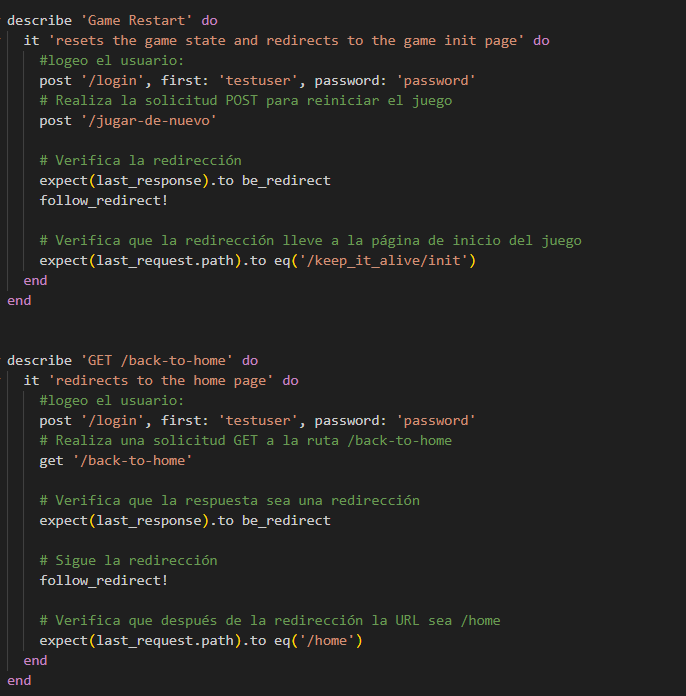 describe 'Game Restart' do
it 'resets the game state and redirects to the game init page' do
#logeo el usuario:
post '/login', first: 'testuser', password: 'password'
# Realiza la solicitud POST para reiniciar el juego
post '/jugar-de-nuevo'
# Verifica la redirección
expect(last_response).to be_redirect
follow_redirect!
# Verifica que la redirección lleve a la página de inicio del juego
expect(last_request.path).to eq('/keep_it_alive/init')
end
end
describe 'GET /back-to-home' do
it 'redirects to the home page' do
#logeo el usuario:
post '/login', first: 'testuser', password: 'password'
# Realiza una solicitud GET a la ruta /back-to-home
get '/back-to-home'
# Verifica que la respuesta sea una redirección
expect(last_response).to be_redirect
# Sigue la redirección
follow_redirect!
# Verifica que después de la redirección la URL sea /home
expect(last_request.path).to eq('/home')
end
end